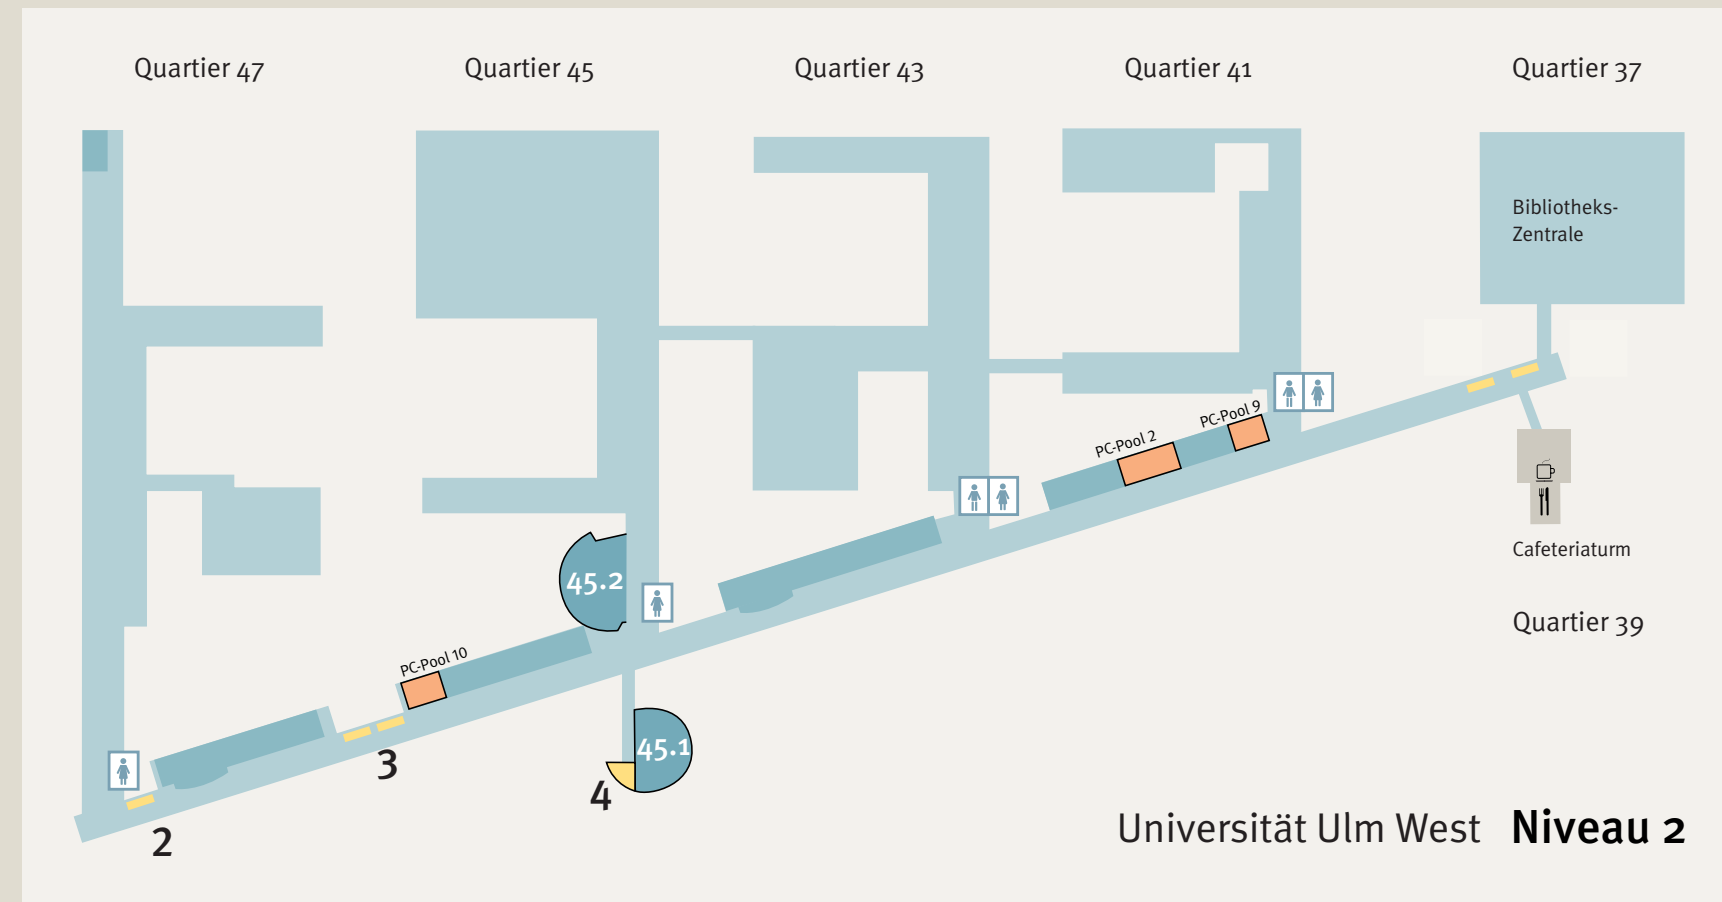 Quartier 47
Quartier 45
Quartier 43
Quartier 41
Quartier 37
Bibliotheks-
Zentrale
PC-Pool 9
PC-Pool 2
Cafeteriaturm
45.2
Quartier 39
PC-Pool 10
45.1
3
4
2
Universität Ulm West Niveau 2